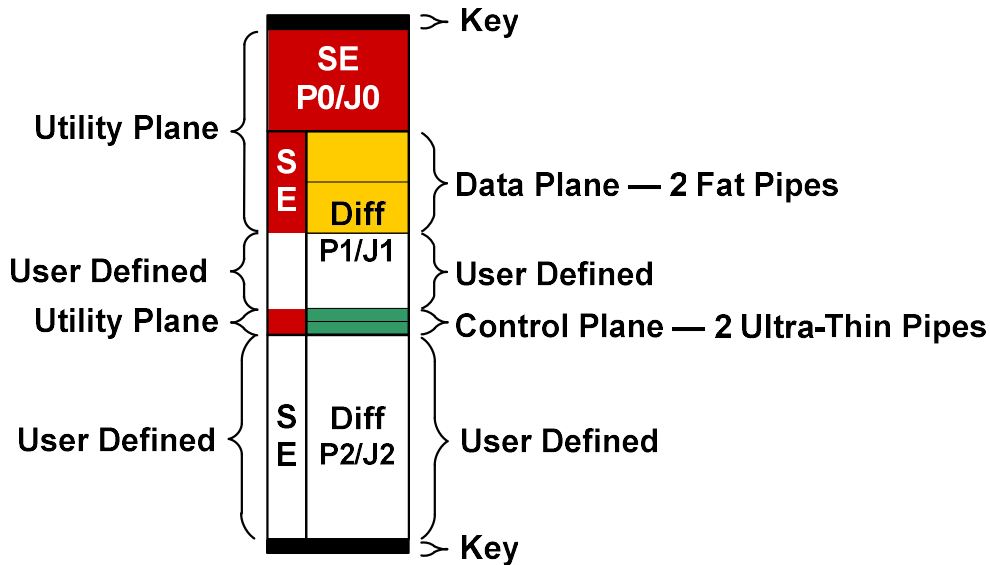 Key
SE
P0/J0
Utility Plane
S
E
Data Plane — 2 Fat Pipes
Diff
P1/J1
User Defined
User Defined
Utility Plane
Control Plane — 2 Ultra-Thin Pipes
S
E
Diff
P2/J2
User Defined
User Defined
Key